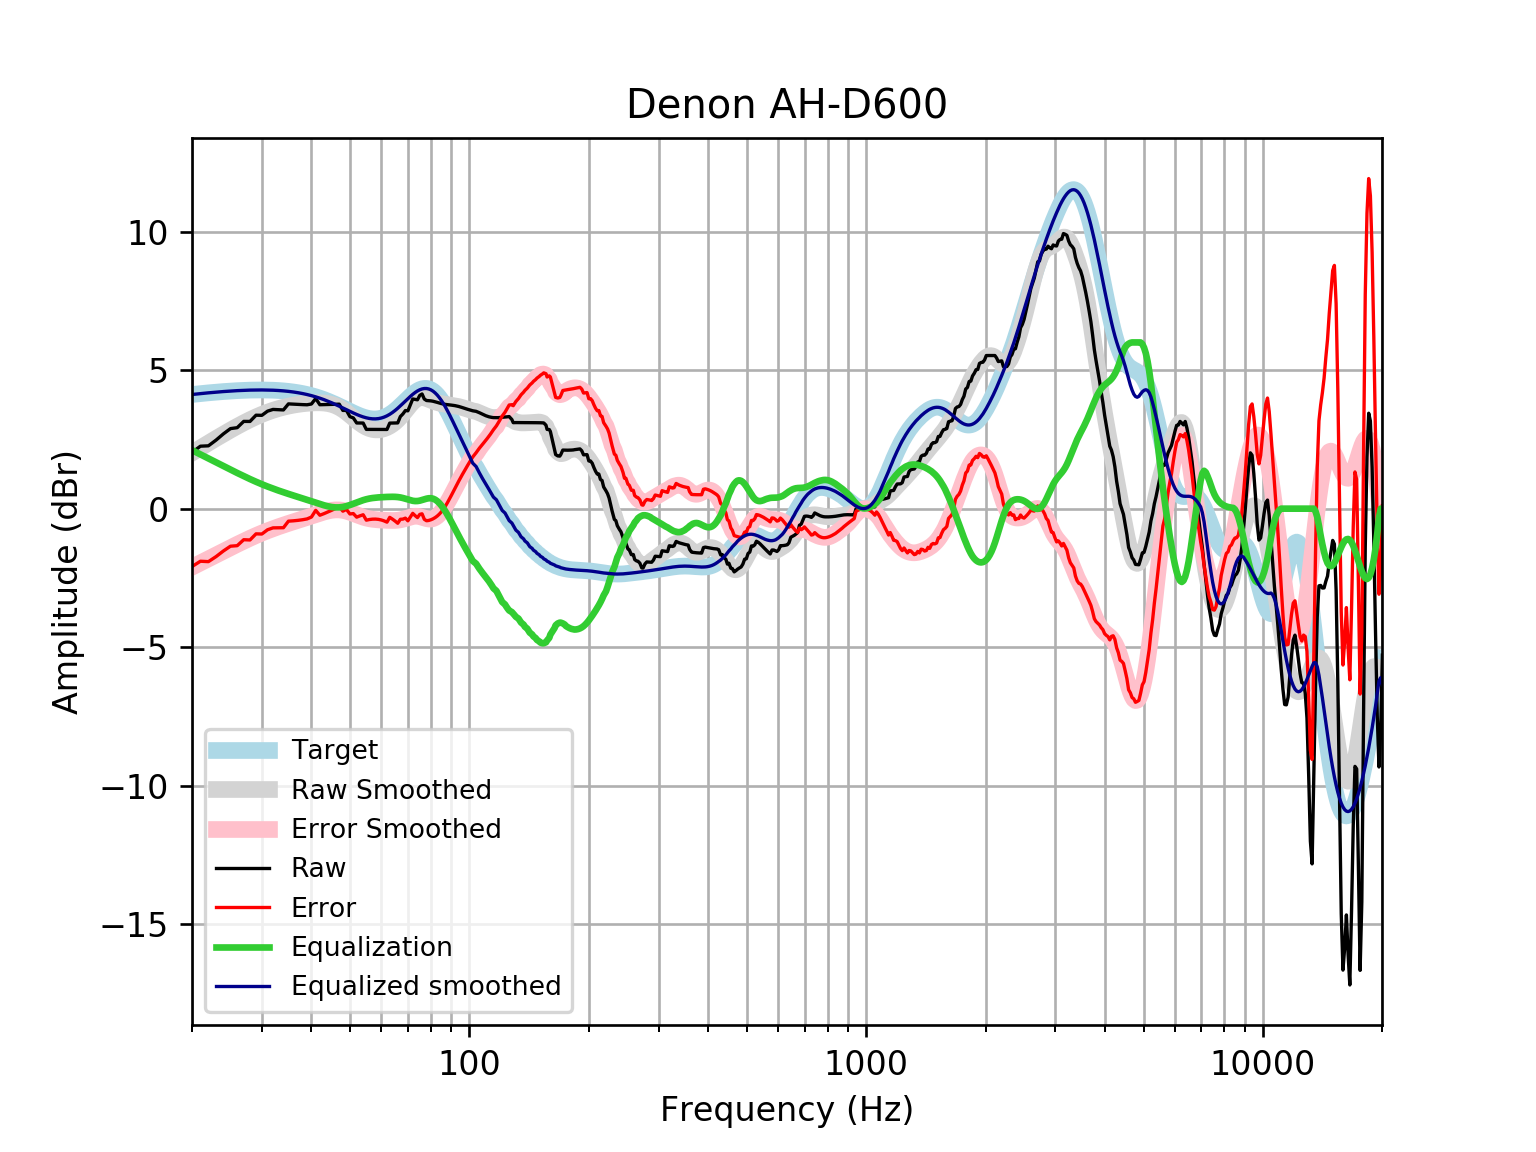 Denon AH-D600
10
5
0
−5
−10
−15
Amplitude (dBr)
Target
Raw Smoothed
Error Smoothed
Raw
Error
Equalization
Equalized smoothed
100
1000
10000
Frequency (Hz)